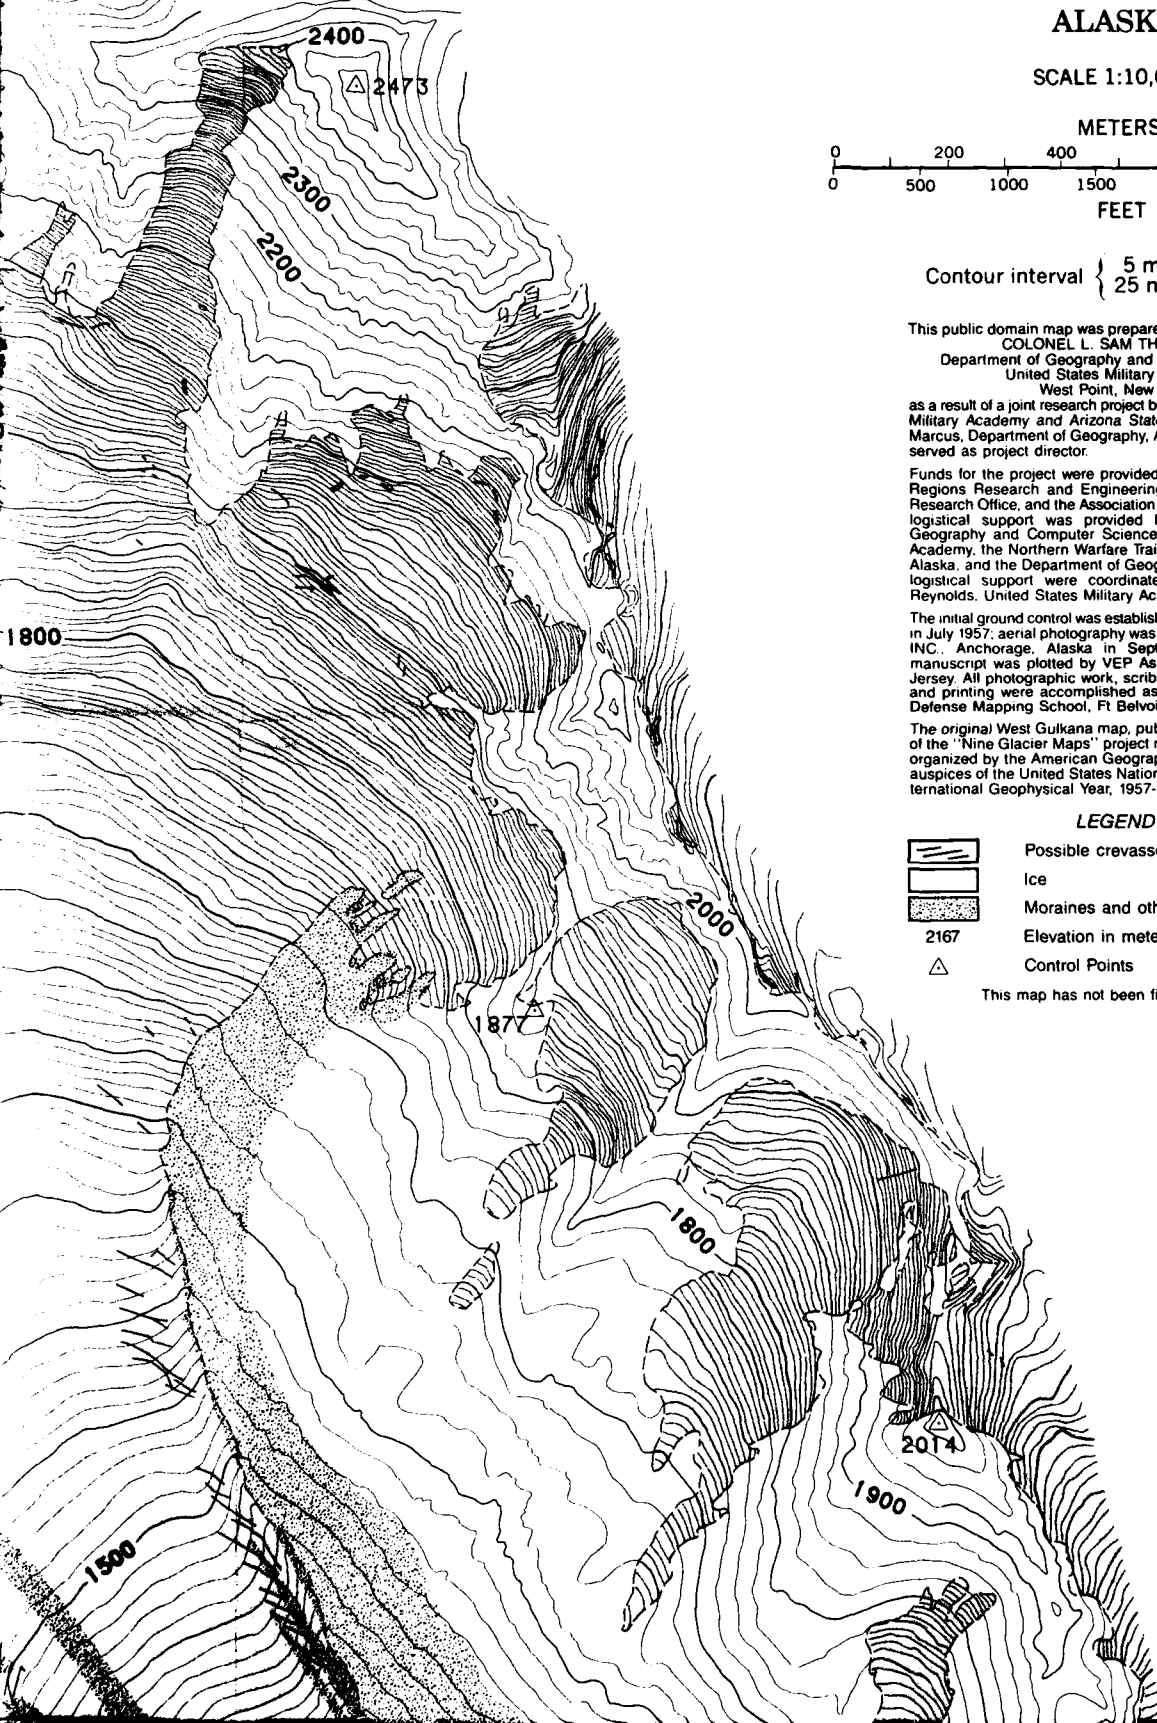 ALASK
SCALE 1:10,
METERS
0 200 400
0 500 1000 1500
FEET
Contour interval { 5 m
25 m
This public domain map was prepare
COLONEL L. SAM TH
Department of Geography and
United States Military
West Point, New
as a result of a joint research project b
Military Academy and Arizona State
Marcus, Department of Geography, A
served as project director.
Funds for the project were provided
Regions Research and Engineering
Research Office, and the Association
logistical support was provided
Geography and Computer Science
Academy, the Northern Warfare Trai
Alaska, and the Department of Geog
logistical support were coordinate
Reynolds, United States Military Ac
The initial ground control was establis
in July 1957; aerial photography was
INC., Anchorage, Alaska in Sept
manuscript was plotted by VEP As
Jersey. All photographic work, scrib
and printing were accomplished as
Defense Mapping School, Ft Belvoi
The original West Gulkana map, pub
of the "Nine Glacier Maps" project
organized by the American Geograp
auspices of the United States Nation
ternational Geophysical Year, 1957-
LEGEND
Possible crevasse
Ice
Moraines and oth
2167 Elevation in mete
Control Points
This map has not been fi
2400
2473
2300
2200
1800
2000
1877
1800
2014
1900
1500